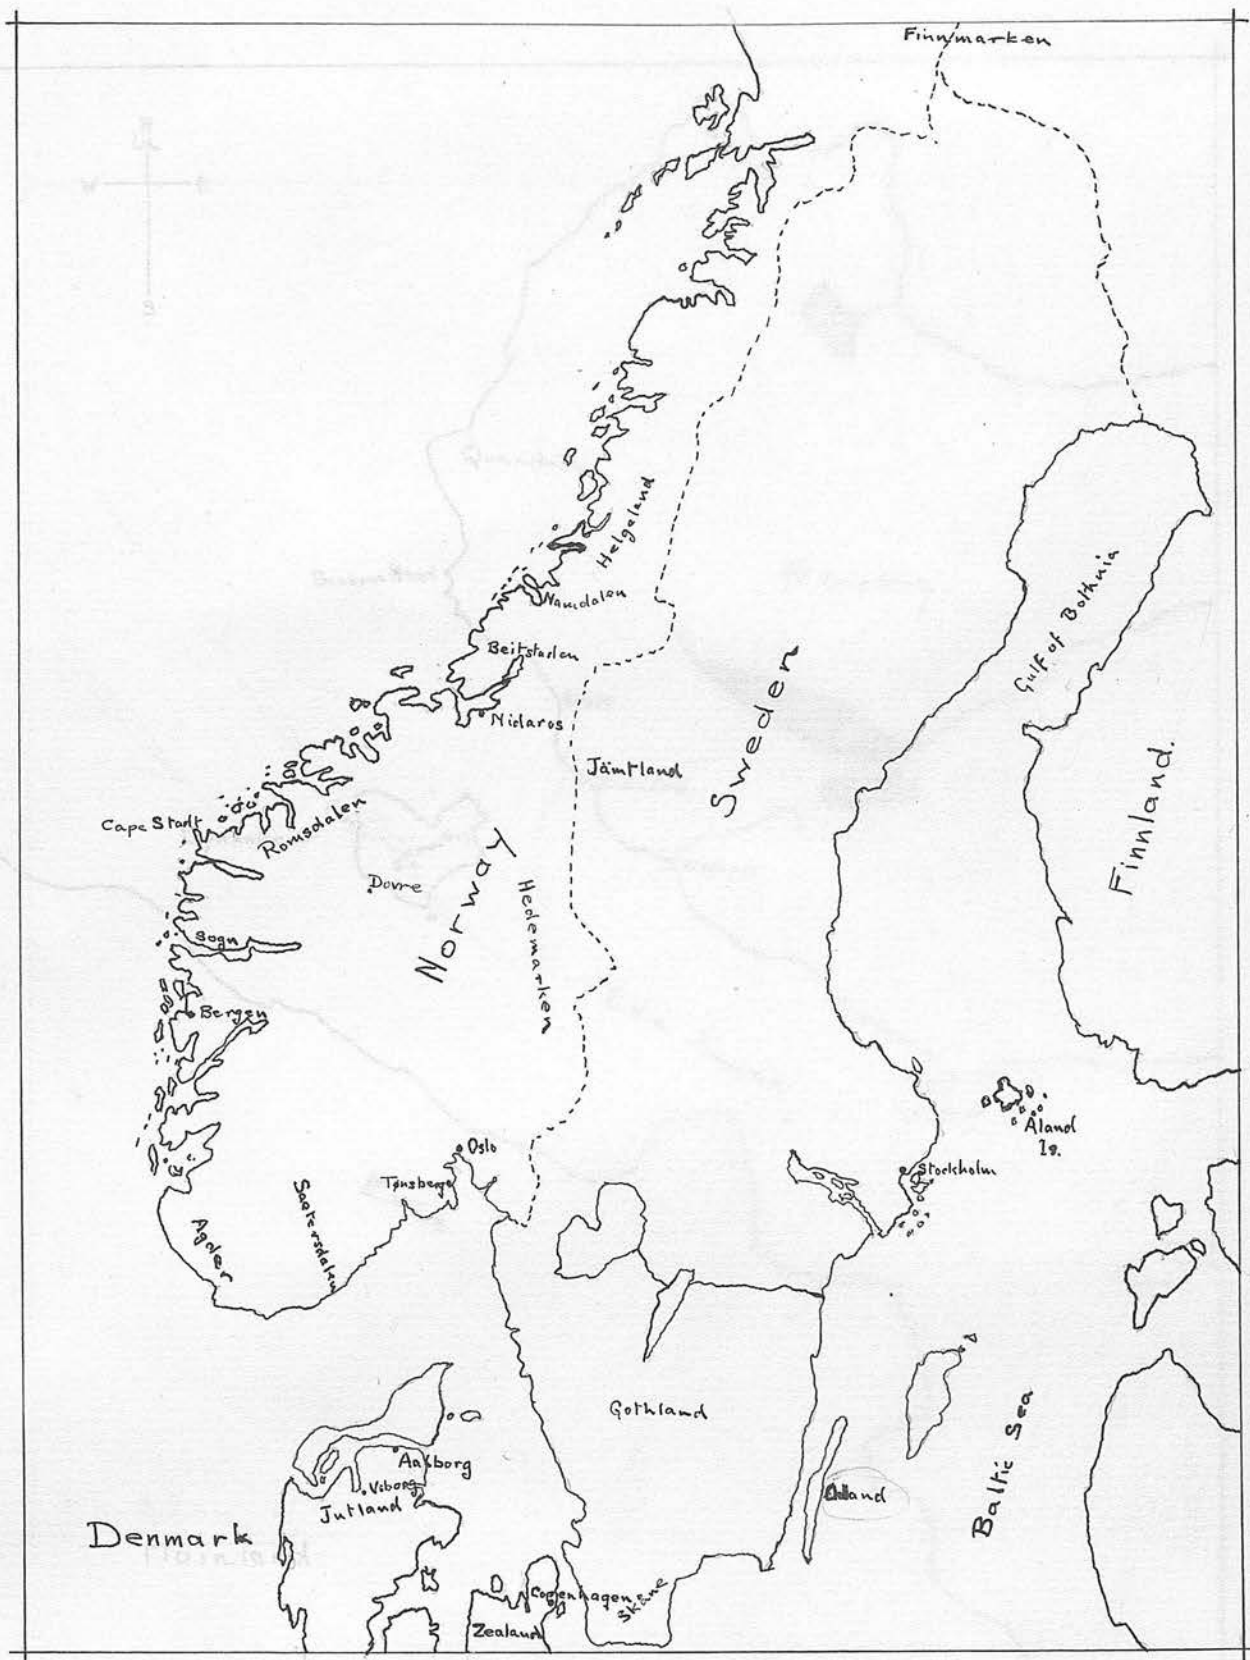 Finnmarken
Helgeland
Namdalen
Beitstaden
Nidaros
Jämtland
Sweden
Gulf of Bothnia
Finnland.
Cape Stadt
Romsdalen
Dovre
Norway
Hedemarken
Sogn
Bergen
Oslo
Tønsberg
Agder
Saetersdalen
Åland
Is.
Stockholm
Gothland
Baltic Sea
Aalborg
Viborg
Jutland
Denmark
Copenhagen
Skåne
Zealand